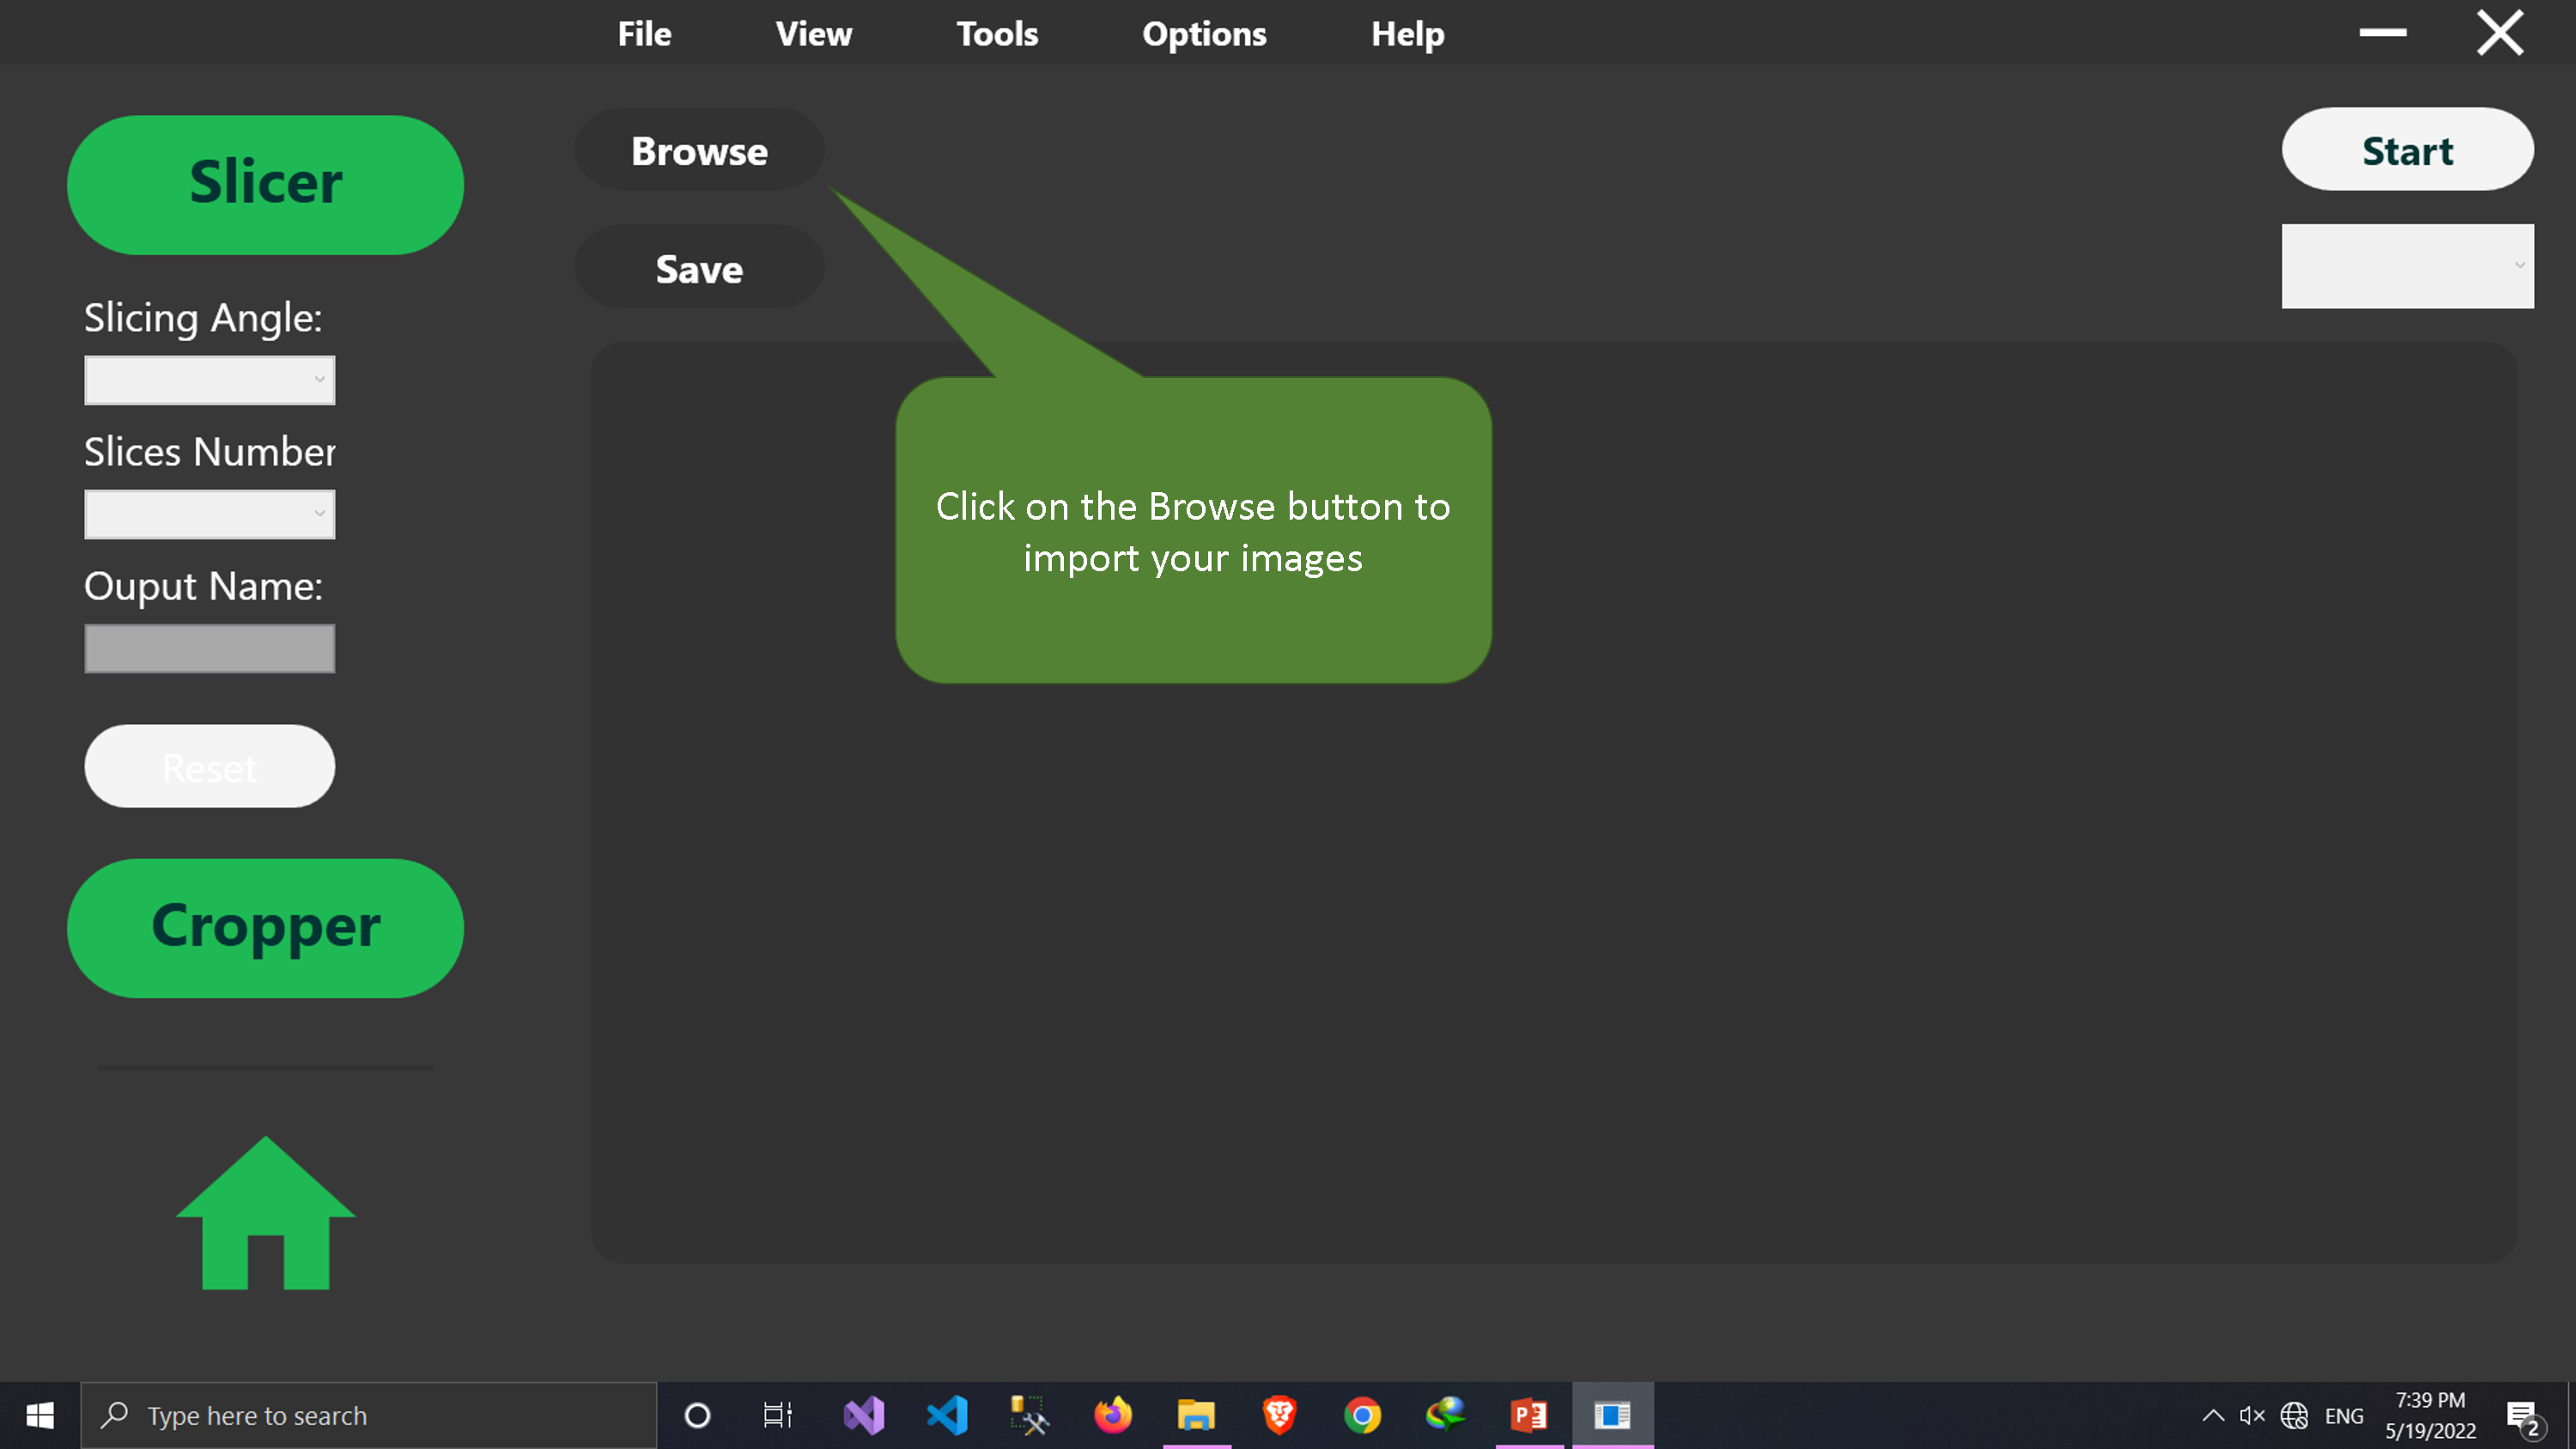 File View Tools Options Help
Slicer
Browse
Start
Save
Slicing Angle:
Slices Number
Ouput Name:
Click on the Browse button to
import your images
Reset
Cropper
Type here to search
P
ENG
7:39 PM
5/19/2022
2